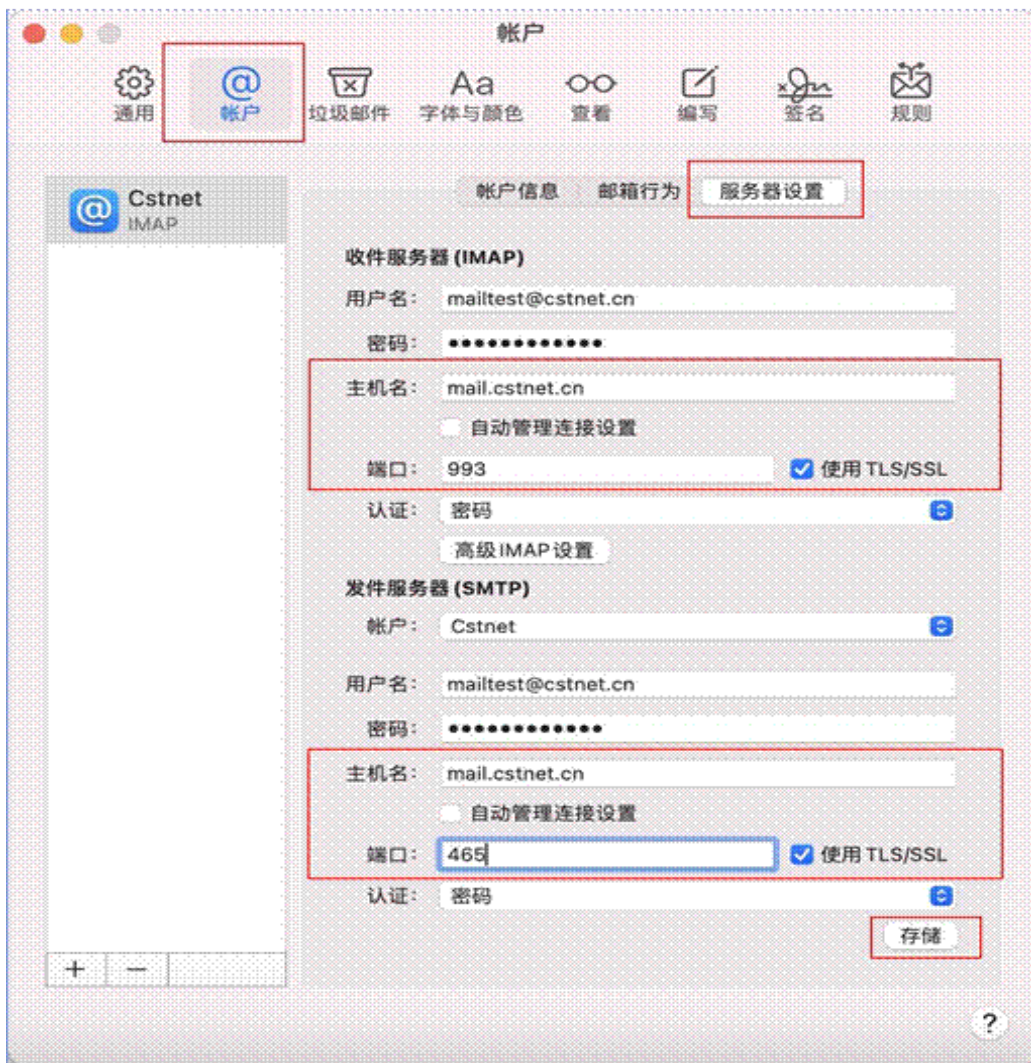 帐户
通用 帐户 垃圾邮件 字体与颜色 查看 编写 签名 规则
Cstnet
IMAP
帐户信息 邮箱行为 服务器设置
收件服务器 (IMAP)
用户名: mailtest@cstnet.cn
密码: ••••••••••••
主机名: mail.cstnet.cn
自动管理连接设置
端口: 993 使用 TLS/SSL
认证: 密码
高级 IMAP 设置
发件服务器 (SMTP)
帐户: Cstnet
用户名: mailtest@cstnet.cn
密码: ••••••••••••
主机名: mail.cstnet.cn
自动管理连接设置
端口: 465 使用 TLS/SSL
认证: 密码
存储
?